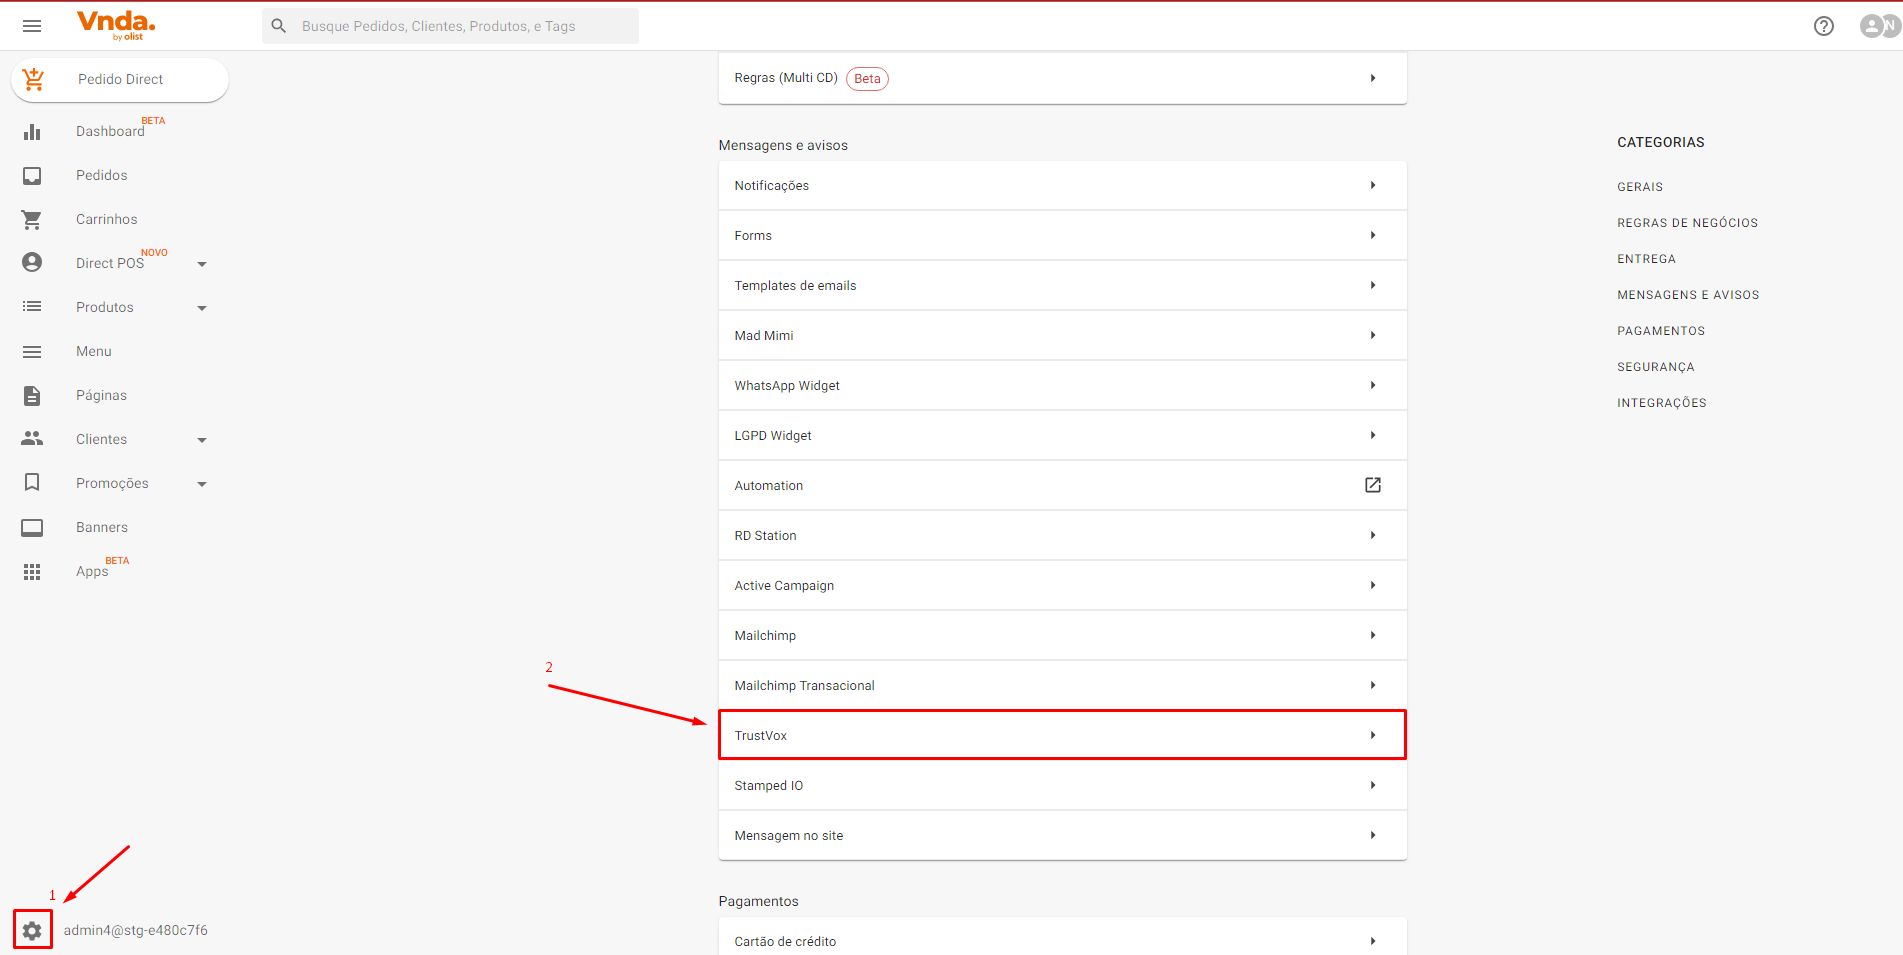 Vnda.
by olist
Busque Pedidos, Clientes, Produtos, e Tags
N
Pedido Direct
Dashboard BETA
Pedidos
Carrinhos
Direct POS NOVO
Produtos
Menu
Páginas
Clientes
Promoções
Banners
Apps BETA
1
admin4@stg-e480c7f6
Regras (Multi CD) Beta
Mensagens e avisos
Notificações
Forms
Templates de emails
Mad Mimi
WhatsApp Widget
LGPD Widget
Automation
RD Station
Active Campaign
Mailchimp
2
Mailchimp Transacional
TrustVox
Stamped IO
Mensagem no site
Pagamentos
Cartão de crédito
CATEGORIAS
GERAIS
REGRAS DE NEGÓCIOS
ENTREGA
MENSAGENS E AVISOS
PAGAMENTOS
SEGURANÇA
INTEGRAÇÕES